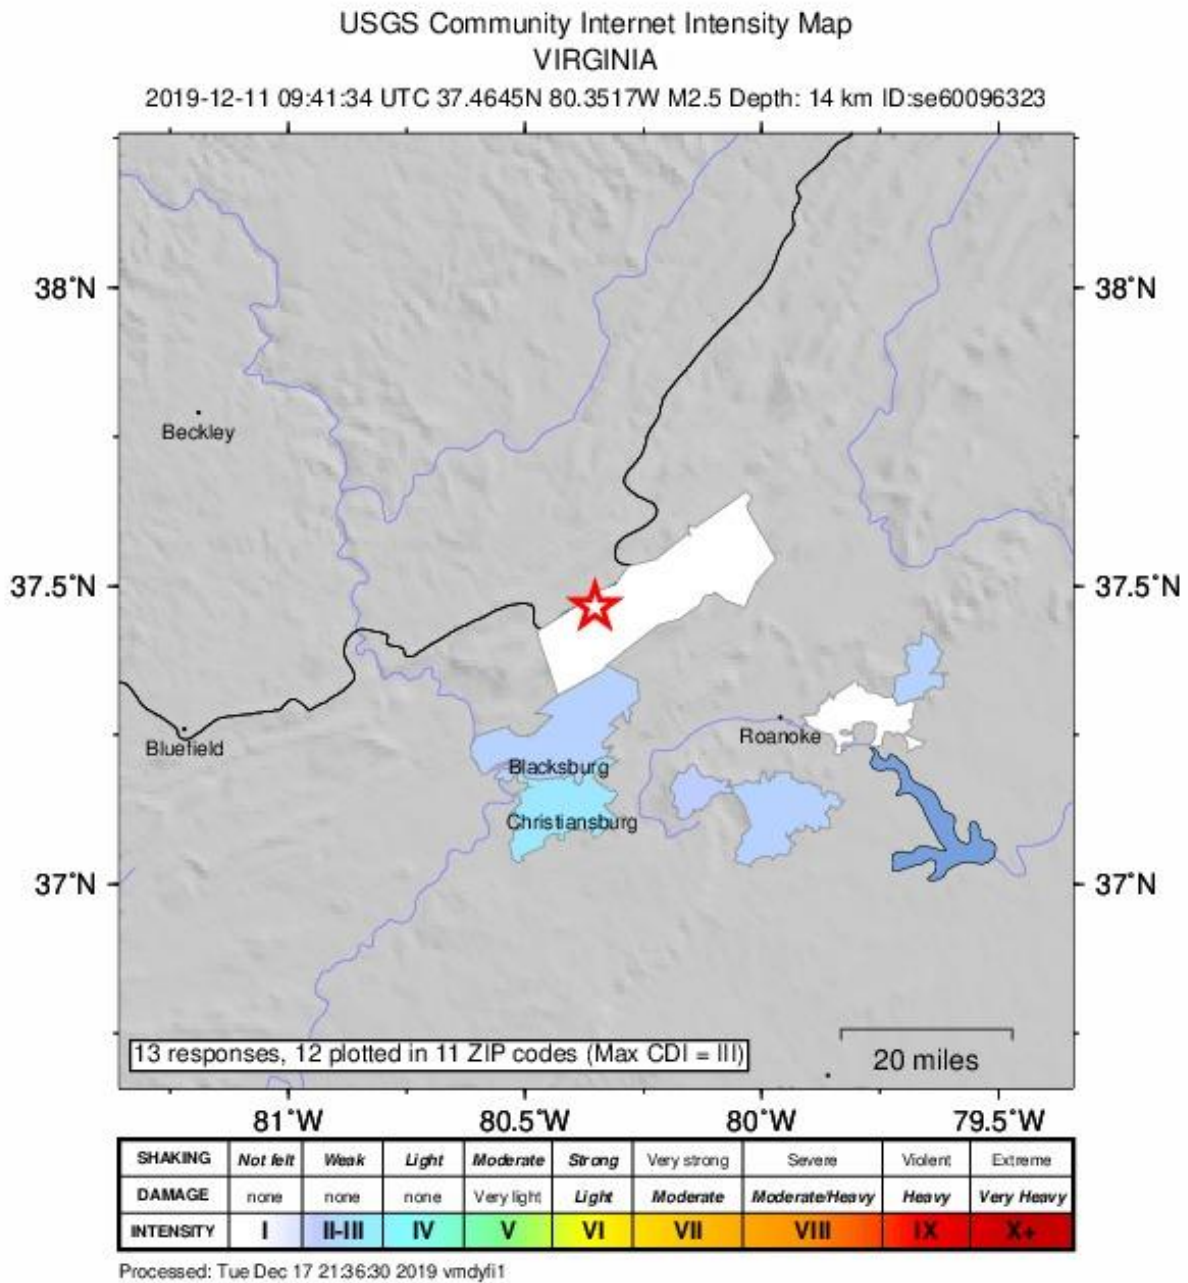 USGS Community Internet Intensity Map
VIRGINIA
2019-12-11 09:41:34 UTC 37.4645N 80.3517W M2.5 Depth: 14 km ID:se60096323
38°N 38°N
Beckley
37.5°N 37.5°N
Roanoke
Bluefield
Blacksburg
Christiansburg
37°N 37°N
13 responses, 12 plotted in 11 ZIP codes (Max CDI = III)
20 miles
81°W 80.5°W 80°W 79.5°W
SHAKING Not felt Weak Light Moderate Strong Very strong Severe Violent Extreme
DAMAGE none none none Very light Light Moderate Moderate/Heavy Heavy Very Heavy
INTENSITY I II-III IV V VI VII VIII IX X+
Processed: Tue Dec 17 21:36:30 2019 vmdyfi1